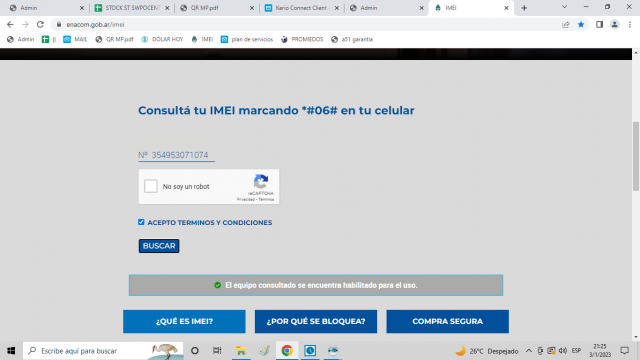 Admin
STOCK ST SWPOCENT
QR MP.pdf
Kerio Connect Client
Admin
IMEI
enacom.gob.ar/imei
Admin
||
MAIL
QR MP.pdf
DÓLAR HOY
IMEI
plan de servicios
PROMEDOS
a51 garantia
Consultá tu IMEI marcando *#06# en tu celular
Nº 354953071074
No soy un robot
reCAPTCHA
Privacidad - Términos
ACEPTO TERMINOS Y CONDICIONES
BUSCAR
El equipo consultado se encuentra habilitado para el uso.
¿QUÉ ES IMEI?
¿POR QUÉ SE BLOQUEA?
COMPRA SEGURA
Escribe aquí para buscar
26°C Despejado
ESP
21:25
3/1/2023